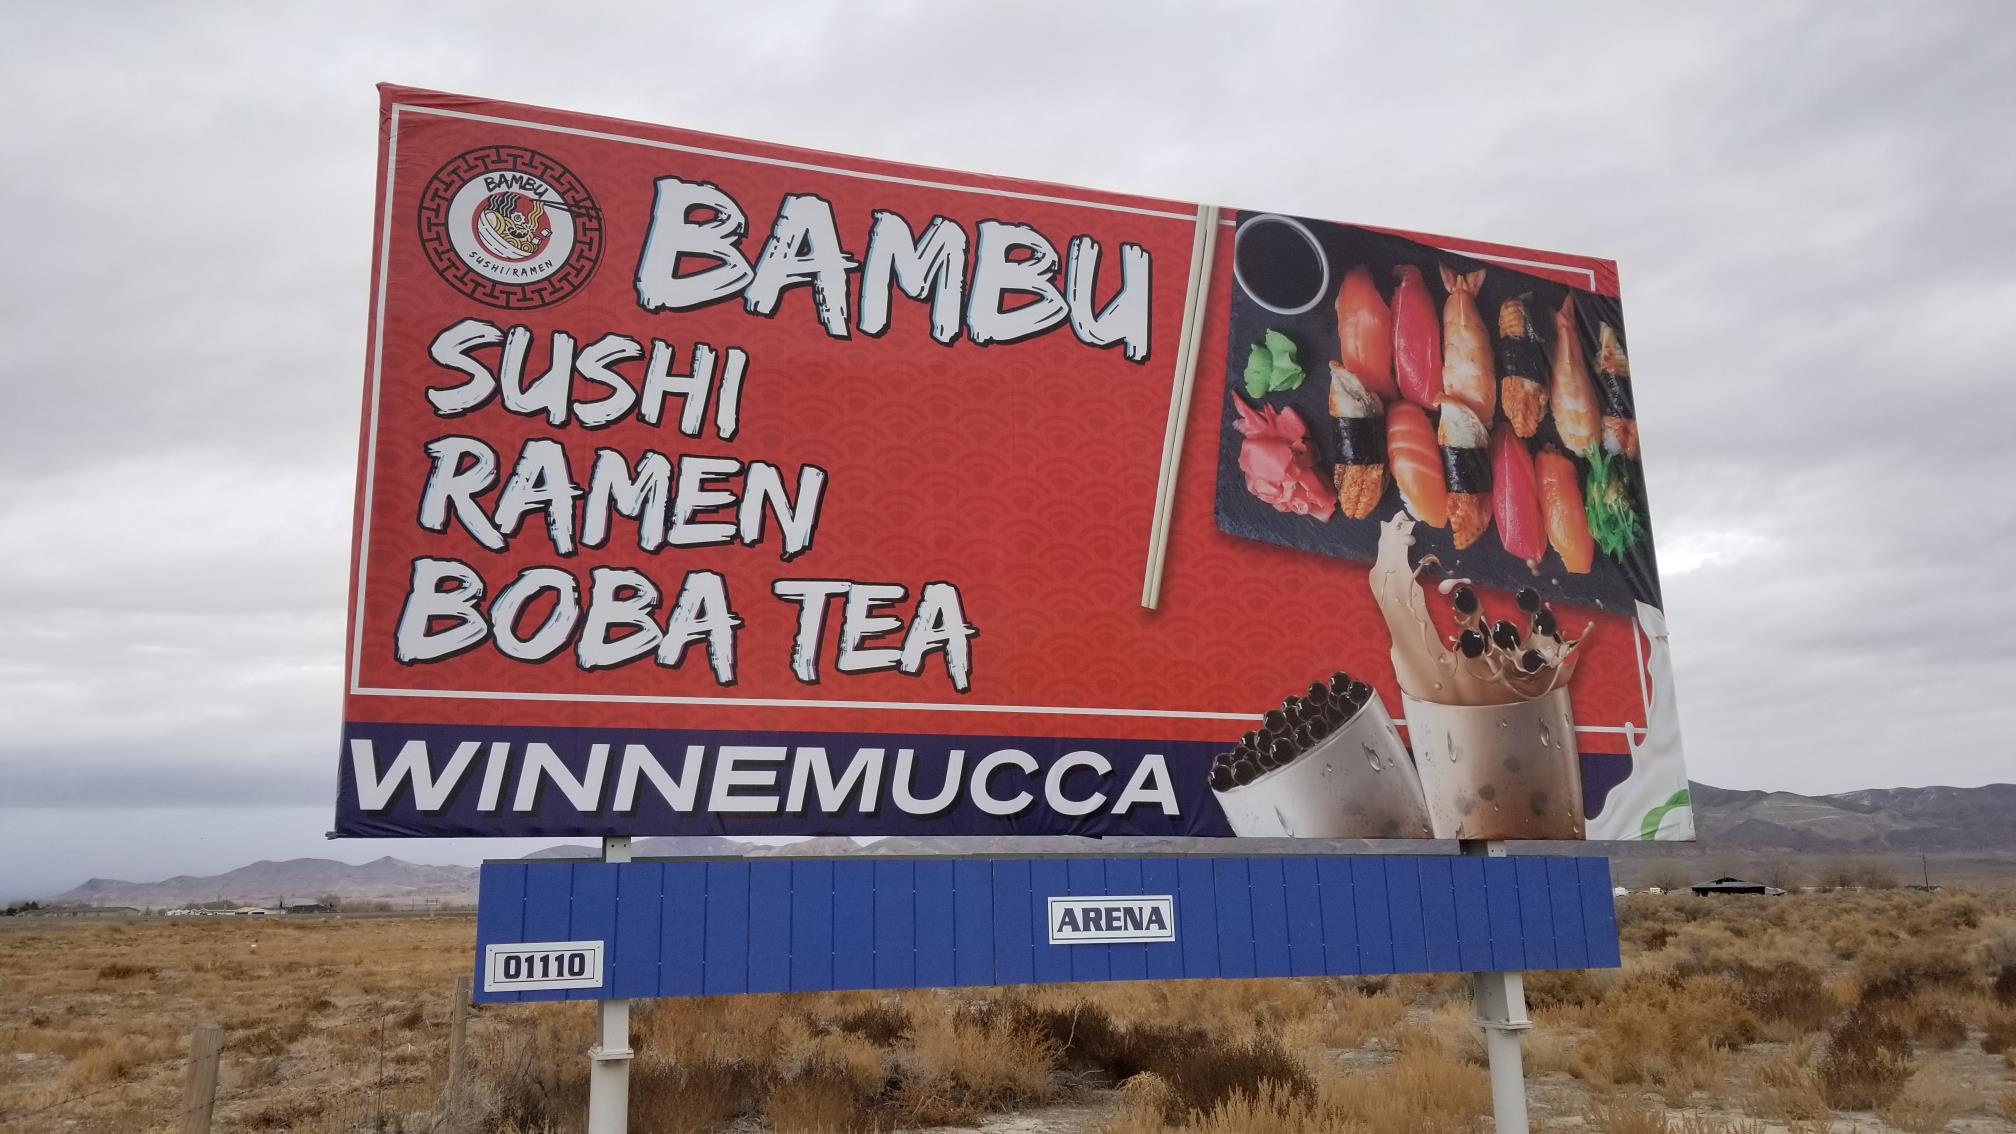 BAMBU
SUSHI/RAMEN
BAMBU
SUSHI
RAMEN
BOBA TEA
WINNEMUCCA
ARENA
01110